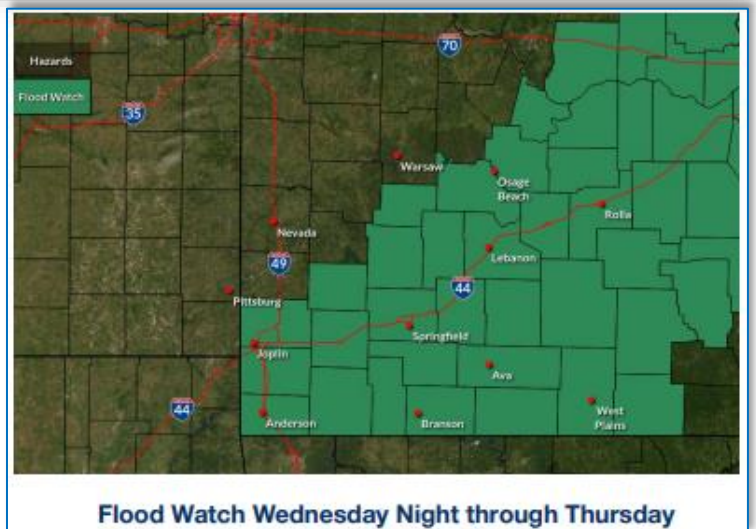 70
Hazards
Flood Watch
35
Warsaw
Osage
Beach
Rolla
Nevada
Lebanon
49
44
Pittsburg
Springfield
Joplin
Ava
44
Anderson
Branson
West
Plains
Flood Watch Wednesday Night through Thursday